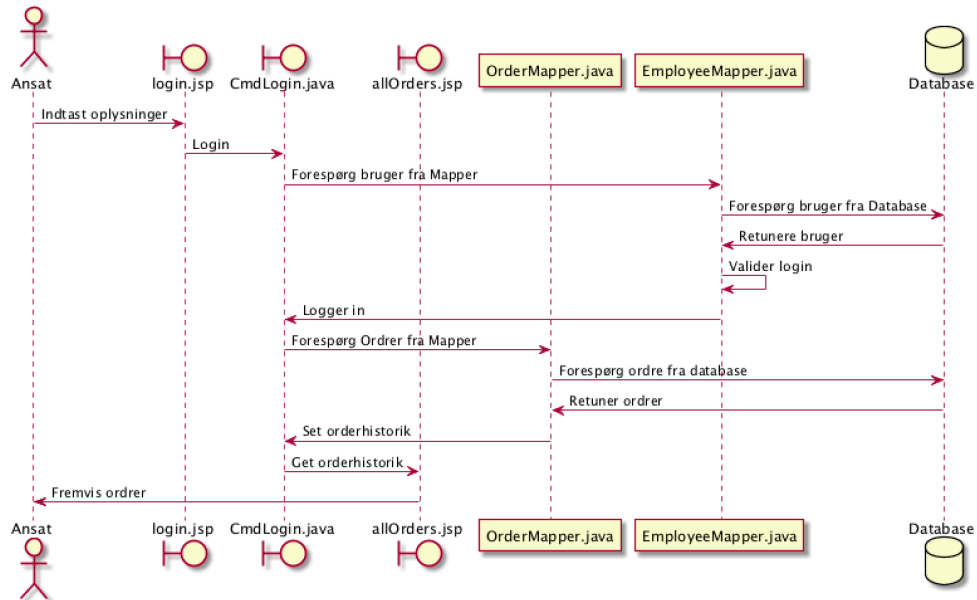 Ansat
login.jsp
CmdLogin.java
allOrders.jsp
OrderMapper.java
EmployeeMapper.java
Database
Indtast oplysninger
Login
Forespørg bruger fra Mapper
Forespørg bruger fra Database
Retunere bruger
Valider login
Logger in
Forespørg Ordrer fra Mapper
Forespørg ordre fra database
Retuner ordrer
Set orderhistorik
Get orderhistorik
Fremvis ordrer
Ansat
login.jsp
CmdLogin.java
allOrders.jsp
OrderMapper.java
EmployeeMapper.java
Database